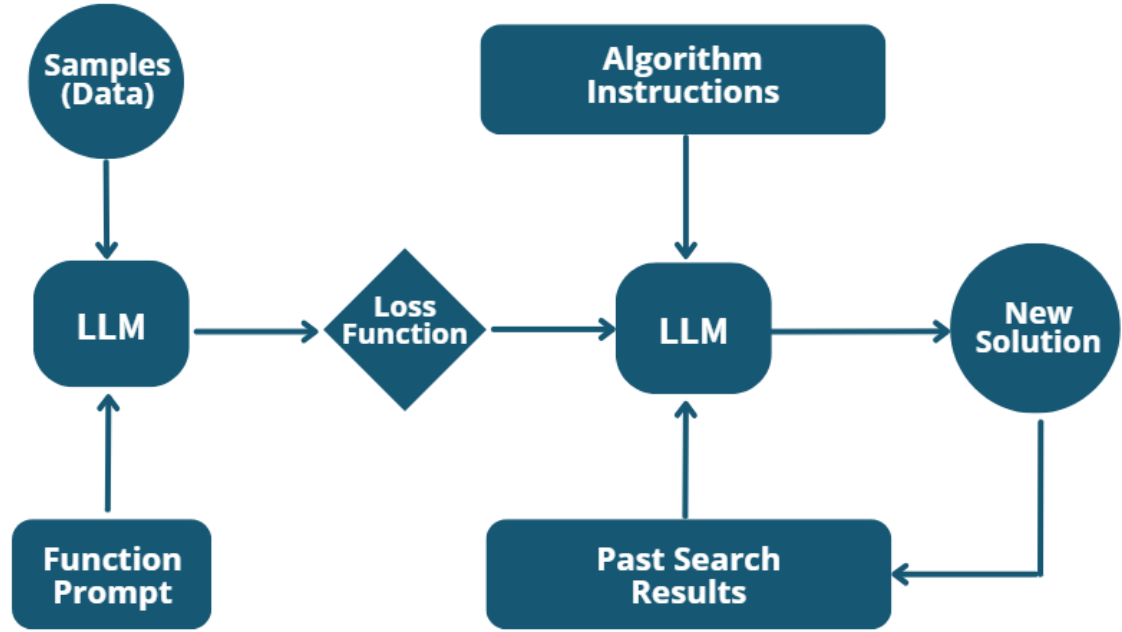 Samples
(Data)
Algorithm
Instructions
LLM
Loss
Function
LLM
New
Solution
Function
Prompt
Past Search
Results